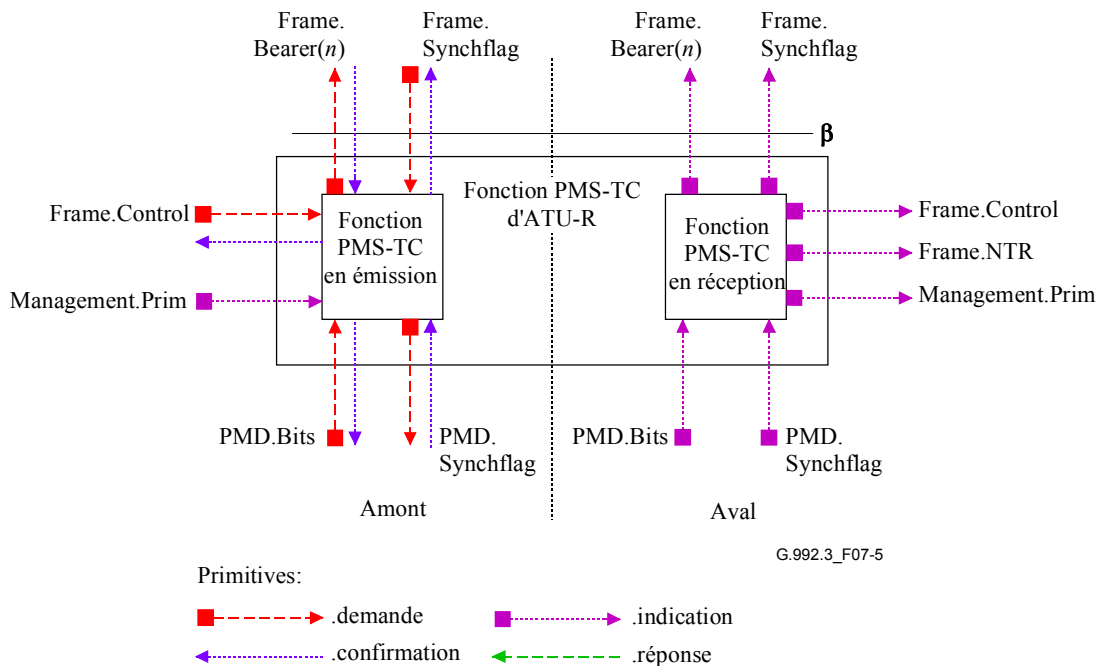 Frame.
Bearer(n)
Frame.
Synchflag
Frame.
Bearer(n)
Frame.
Synchflag
β
Fonction PMS-TC
d'ATU-R
Frame.Control
Management.Prim
Fonction
PMS-TC
en émission
Fonction
PMS-TC
en réception
Frame.Control
Frame.NTR
Management.Prim
PMD.Bits
PMD.
Synchflag
PMD.Bits
PMD.
Synchflag
Amont
Aval
G.992.3_F07-5
Primitives:
.demande
.indication
.confirmation
.réponse